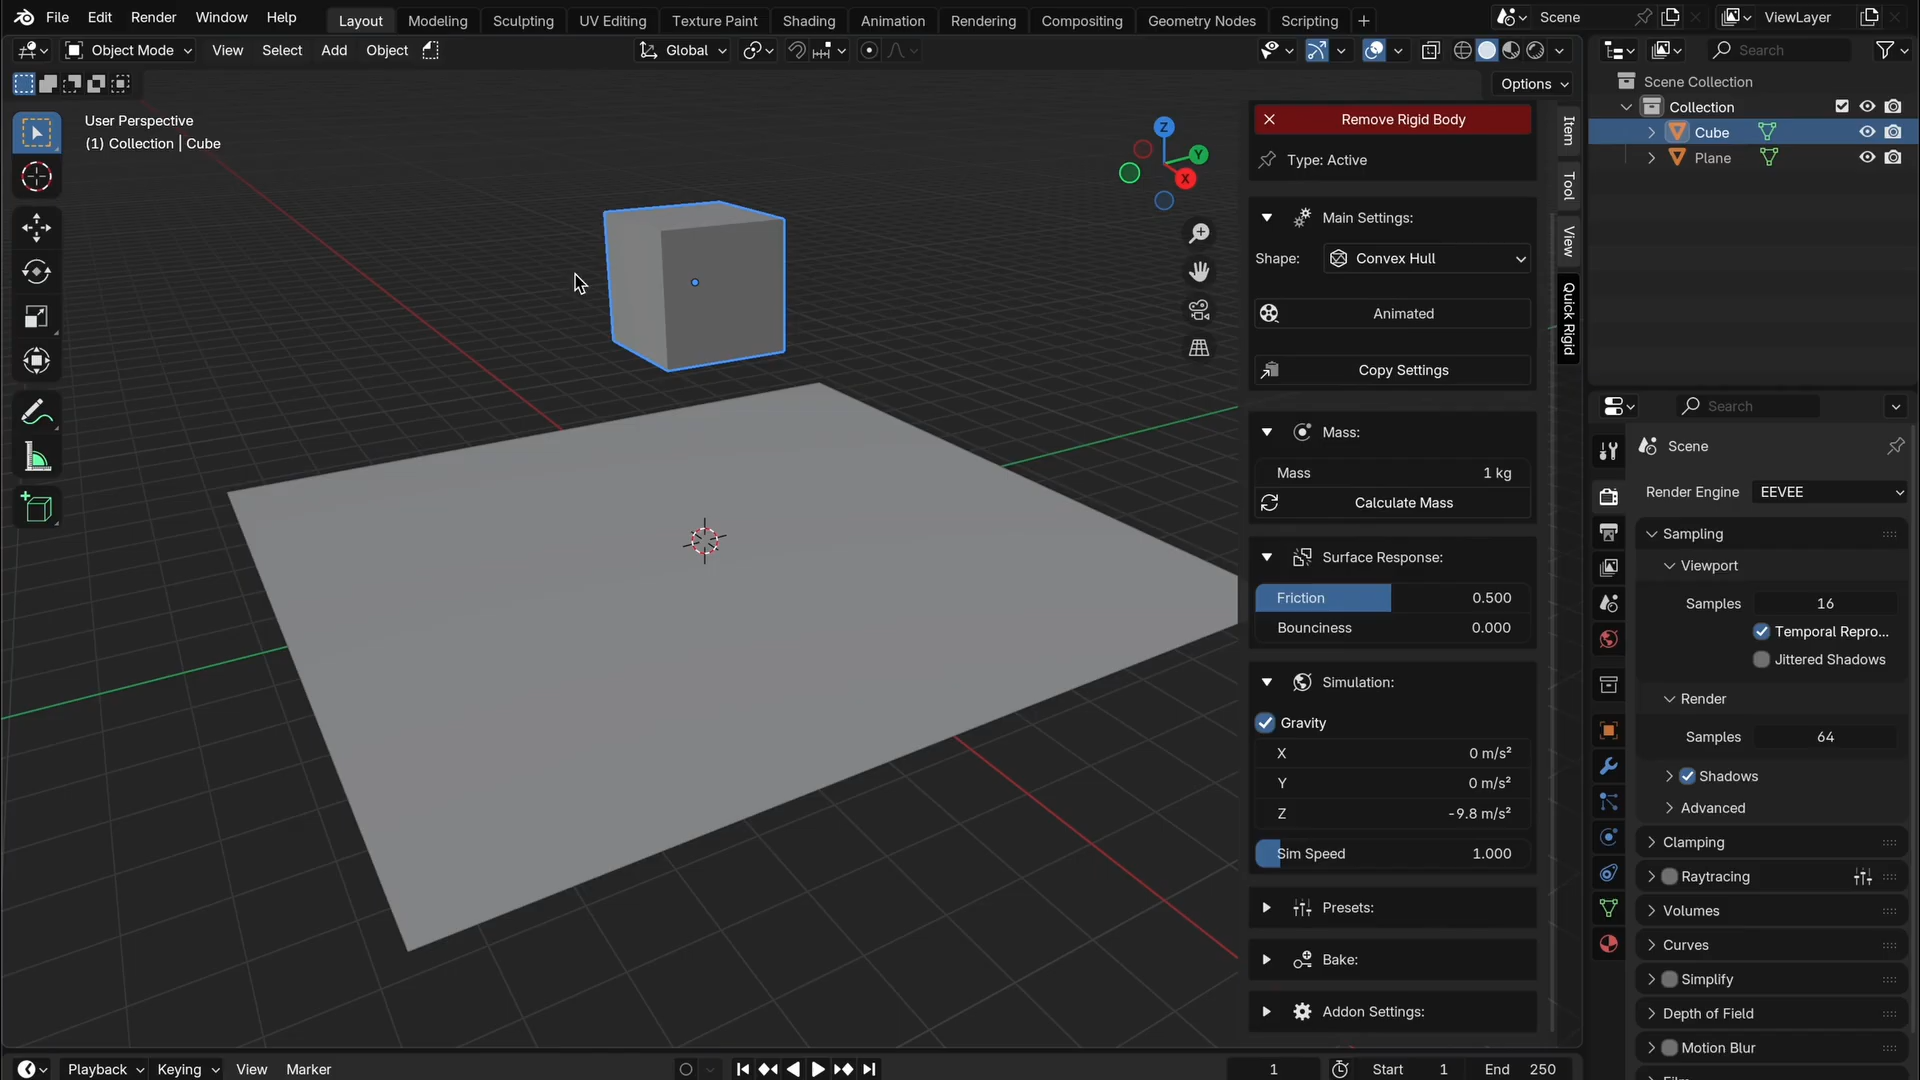 File Edit Render Window Help
Layout Modeling Sculpting UV Editing Texture Paint Shading Animation Rendering Compositing Geometry Nodes Scripting
Scene
ViewLayer
Object Mode View Select Add Object
Global
Search
Options
User Perspective
(1) Collection | Cube
Z
Y
X
Remove Rigid Body
Type: Active
Main Settings:
Shape: Convex Hull
Animated
Copy Settings
Mass:
Mass 1 kg
Calculate Mass
Surface Response:
Friction 0.500
Bounciness 0.000
Simulation:
Gravity
X 0 m/s²
Y 0 m/s²
Z -9.8 m/s²
Sim Speed 1.000
Presets:
Bake:
Addon Settings:
Item
Tool
View
Quick Rigid
Scene Collection
Collection
Cube
Plane
Search
Scene
Render Engine EEVEE
Sampling
Viewport
Samples 16
Temporal Repro...
Jittered Shadows
Render
Samples 64
Shadows
Advanced
Clamping
Raytracing
Volumes
Curves
Simplify
Depth of Field
Motion Blur
Playback Keying View Marker
1 Start 1 End 250